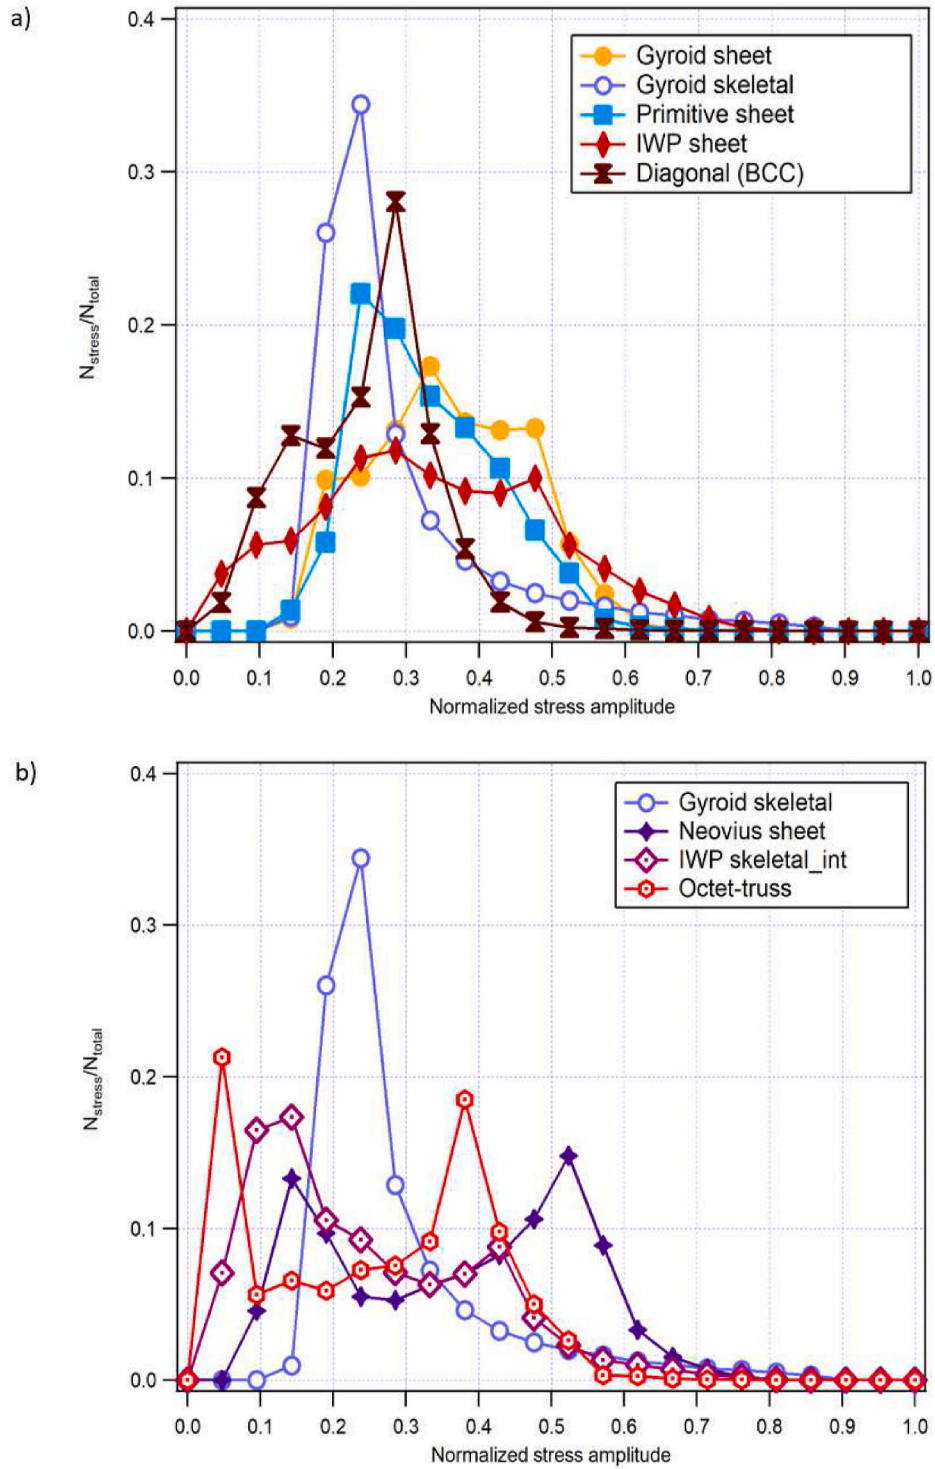 a)
0.4
0.3
0.2
0.1
0.0
Nstress/Ntotal
Gyroid sheet
Gyroid skeletal
Primitive sheet
IWP sheet
Diagonal (BCC)
0.0 0.1 0.2 0.3 0.4 0.5 0.6 0.7 0.8 0.9 1.0
Normalized stress amplitude
b)
0.4
0.3
0.2
0.1
0.0
Nstress/Ntotal
Gyroid skeletal
Neovius sheet
IWP skeletal_int
Octet-truss
0.0 0.1 0.2 0.3 0.4 0.5 0.6 0.7 0.8 0.9 1.0
Normalized stress amplitude